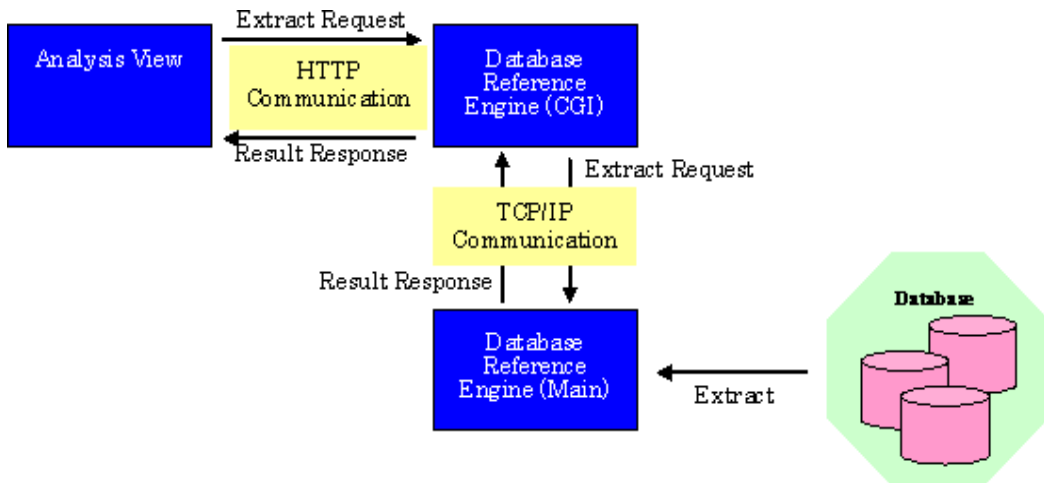 Extract Request
Analysis View
HTTP
Communication
Database
Reference
Engine (CGI)
Result Response
Extract Request
TCP/IP
Communication
Result Response
Database
Reference
Engine (Main)
Extract
Database